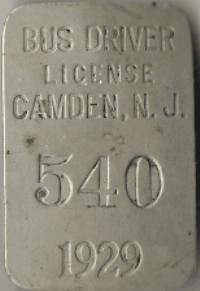 BUS DRIVER
LICENSE
CAMDEN, N. J.
540
1929